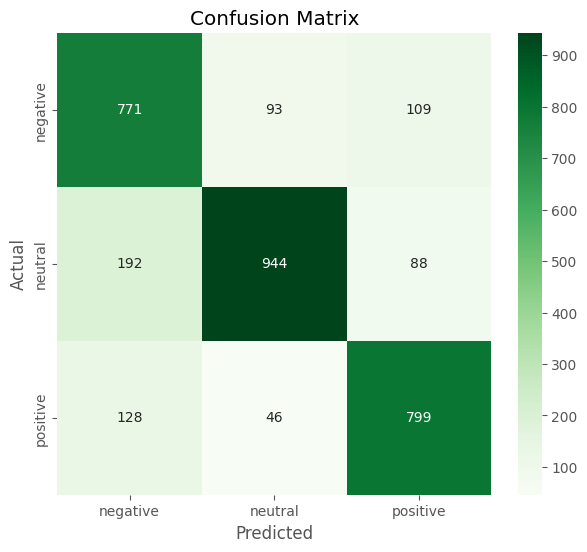 Confusion Matrix
negative 771 93 109
neutral 192 944 88
positive 128 46 799
negative neutral positive
Actual
Predicted
900
800
700
600
500
400
300
200
100